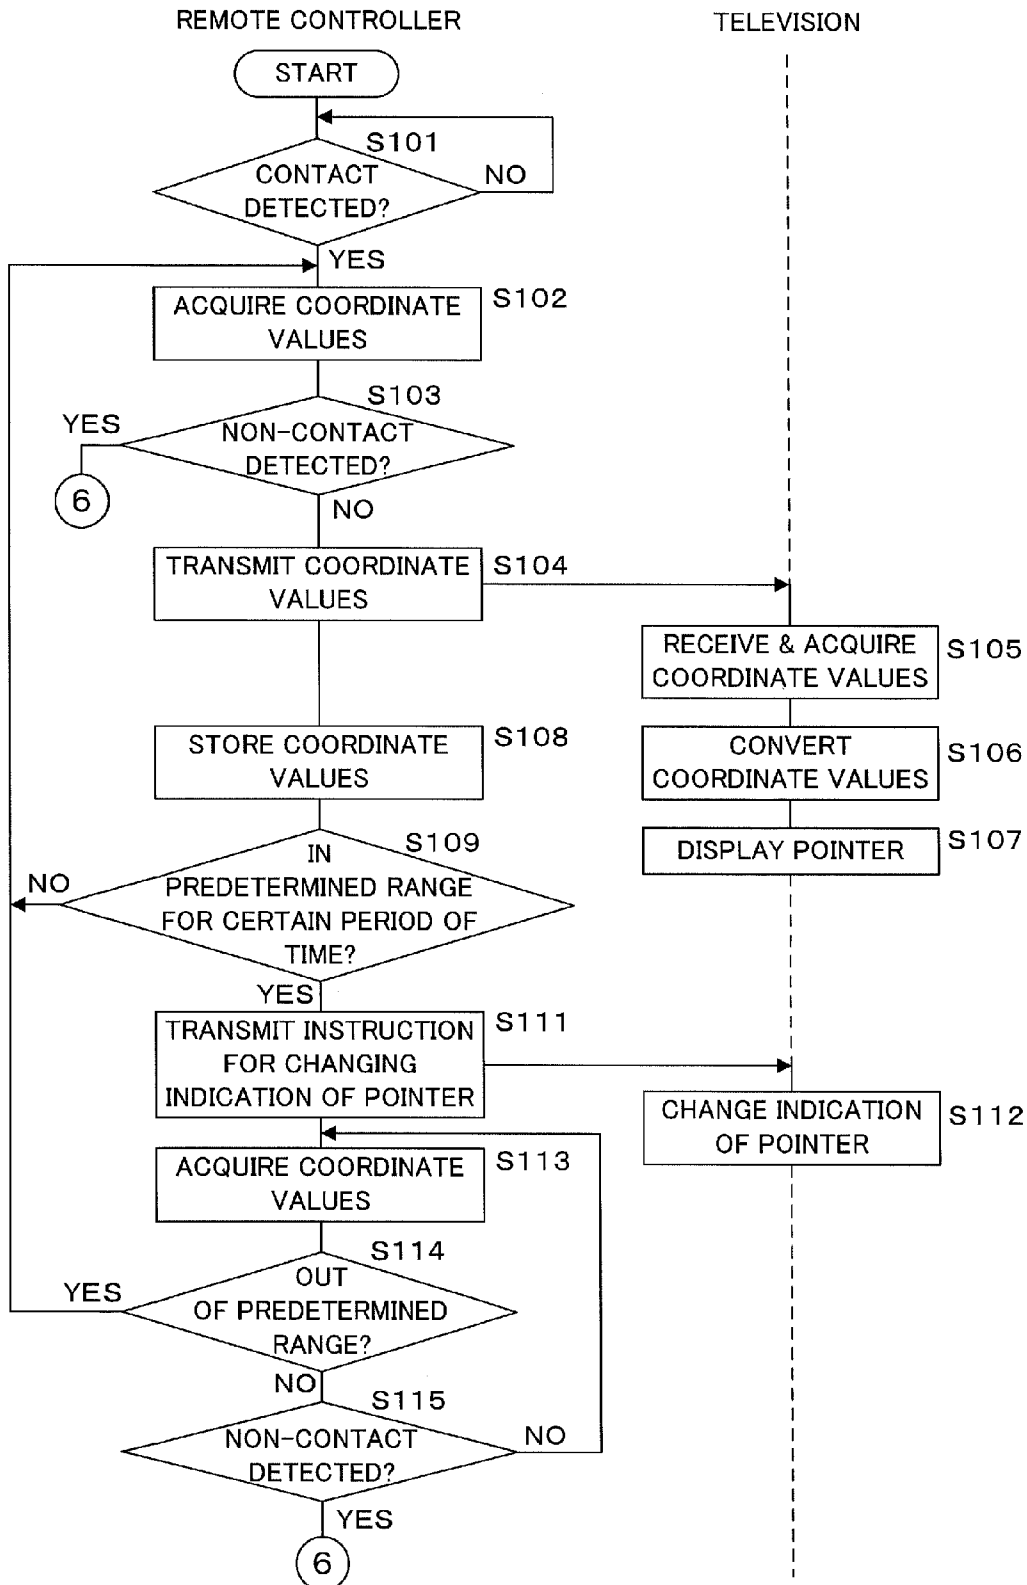 REMOTE CONTROLLER
TELEVISION
START
S101
CONTACT
DETECTED?
NO
YES
S102
ACQUIRE COORDINATE
VALUES
S103
YES
NON-CONTACT
DETECTED?
6
NO
S104
TRANSMIT COORDINATE
VALUES
RECEIVE & ACQUIRE
COORDINATE VALUES
S105
S108
STORE COORDINATE
VALUES
CONVERT
COORDINATE VALUES
S106
DISPLAY POINTER
S107
S109
IN
PREDETERMINED RANGE
FOR CERTAIN PERIOD OF
TIME?
NO
YES
S111
TRANSMIT INSTRUCTION
FOR CHANGING
INDICATION OF POINTER
CHANGE INDICATION
OF POINTER
S112
S113
ACQUIRE COORDINATE
VALUES
S114
YES
OUT
OF PREDETERMINED
RANGE?
NO
S115
NON-CONTACT
DETECTED?
NO
YES
6